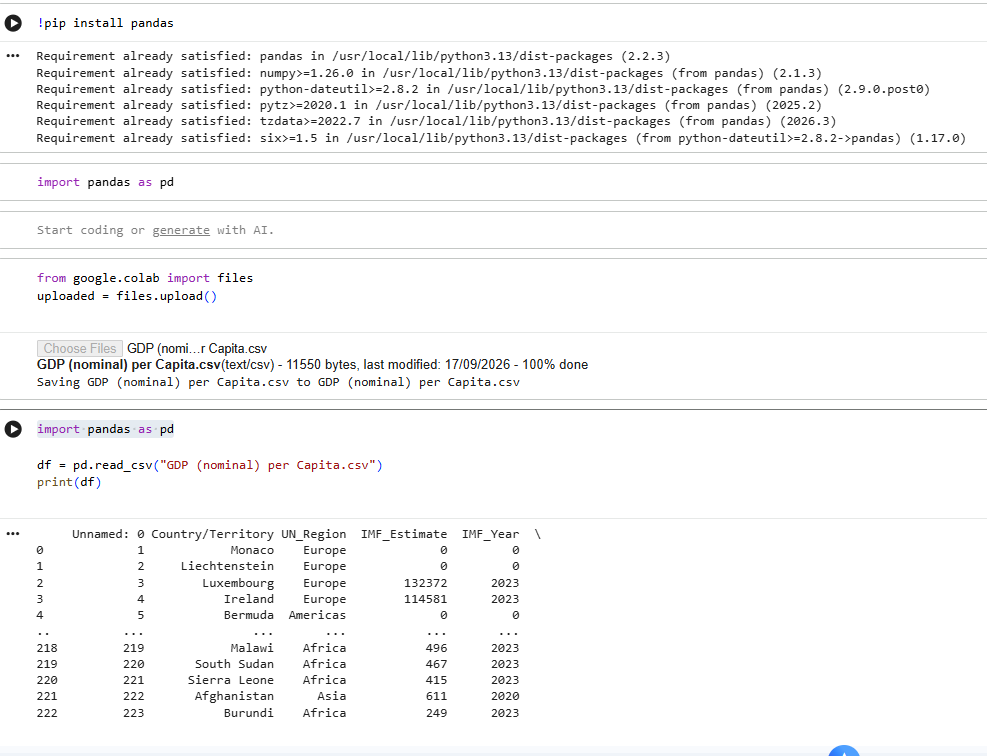 !pip install pandas
Requirement already satisfied: pandas in /usr/local/lib/python3.13/dist-packages (2.2.3)
Requirement already satisfied: numpy>=1.26.0 in /usr/local/lib/python3.13/dist-packages (from pandas) (2.1.3)
Requirement already satisfied: python-dateutil>=2.8.2 in /usr/local/lib/python3.13/dist-packages (from pandas) (2.9.0.post0)
Requirement already satisfied: pytz>=2020.1 in /usr/local/lib/python3.13/dist-packages (from pandas) (2025.2)
Requirement already satisfied: tzdata>=2022.7 in /usr/local/lib/python3.13/dist-packages (from pandas) (2026.3)
Requirement already satisfied: six>=1.5 in /usr/local/lib/python3.13/dist-packages (from python-dateutil>=2.8.2->pandas) (1.17.0)
import pandas as pd
Start coding or generate with AI.
from google.colab import files
uploaded = files.upload()
Choose Files GDP (nomi...r Capita.csv
GDP (nominal) per Capita.csv(text/csv) - 11550 bytes, last modified: 17/09/2026 - 100% done
Saving GDP (nominal) per Capita.csv to GDP (nominal) per Capita.csv
import pandas as pd
df = pd.read_csv("GDP (nominal) per Capita.csv")
print(df)
Unnamed: 0 Country/Territory UN_Region IMF_Estimate IMF_Year \
0 1 Monaco Europe 0 0
1 2 Liechtenstein Europe 0 0
2 3 Luxembourg Europe 132372 2023
3 4 Ireland Europe 114581 2023
4 5 Bermuda Americas 0 0
.. ... ... ... ... ...
218 219 Malawi Africa 496 2023
219 220 South Sudan Africa 467 2023
220 221 Sierra Leone Africa 415 2023
221 222 Afghanistan Asia 611 2020
222 223 Burundi Africa 249 2023